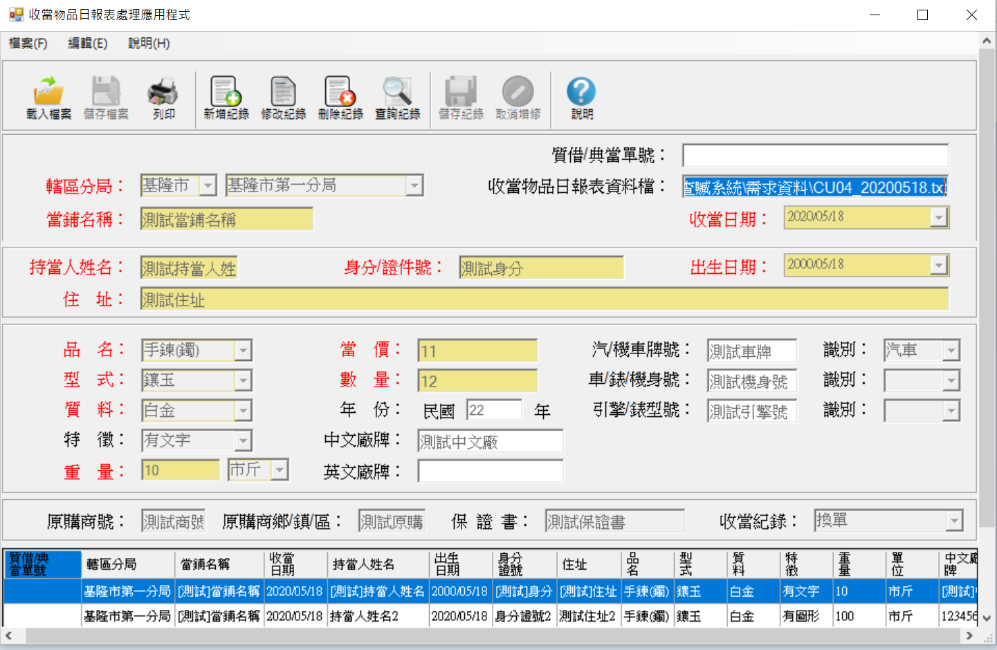 收當物品日報表處理應用程式
檔案(F) 編輯(E) 說明(H)
載入檔案 儲存檔案 列印 新增紀錄 修改紀錄 刪除紀錄 查詢紀錄 儲存紀錄 取消增修 說明
質借/典當單號：
轄區分局： 基隆市 基隆市第一分局 收當物品日報表資料檔： 查贓系統\需求資料\CU04_20200518.tx
當鋪名稱： 測試當鋪名稱 收當日期： 2020/05/18
持當人姓名： 測試持當人姓 身分/證件號： 測試身分 出生日期： 2000/05/18
住 址： 測試住址
品 名： 手鍊(鐲) 當 價： 11 汽/機車牌號： 測試車牌 識別： 汽車
型 式： 鑲玉 數 量： 12 車/錶/機身號： 測試機身號 識別：
質 料： 白金 年 份： 民國 22 年 引擎/錶型號： 測試引擎號 識別：
特 徵： 有文字 中文廠牌： 測試中文廠
重 量： 10 市斤 英文廠牌：
原購商號： 測試商號 原購商鄉/鎮/區： 測試原購 保 證 書： 測試保證書 收當紀錄： 換單
質借/典當單號 轄區分局 當鋪名稱 收當日期 持當人姓名 出生日期 身分證號 住址 品名 型式 質料 特徵 重量 單位 中文廠牌
基隆市第一分局 [測試]當鋪名稱 2020/05/18 [測試]持當人姓名 2000/05/18 [測試]身分 [測試]住址 手鍊(鐲) 鑲玉 白金 有文字 10 市斤 [測試]
基隆市第一分局 [測試]當鋪名稱 2020/05/18 持當人姓名2 2020/05/18 身分證號2 測試住址2 手鍊(鐲) 鑲玉 白金 有圖形 100 市斤 123456